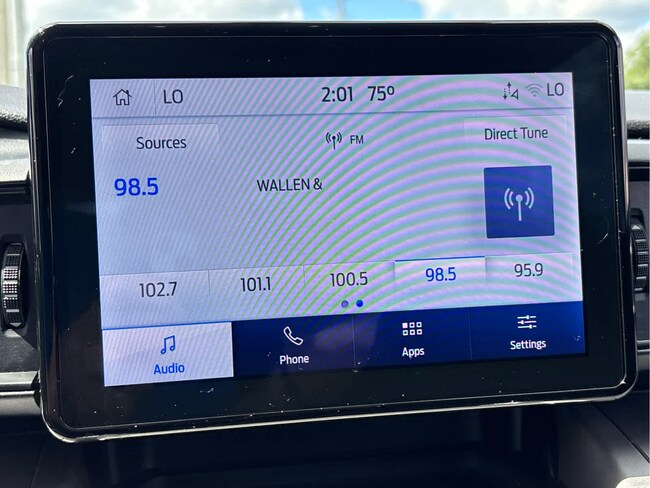 LO 2:01 75° LO
Sources FM Direct Tune
98.5 WALLEN &
102.7 101.1 100.5 98.5 95.9
Audio Phone Apps Settings